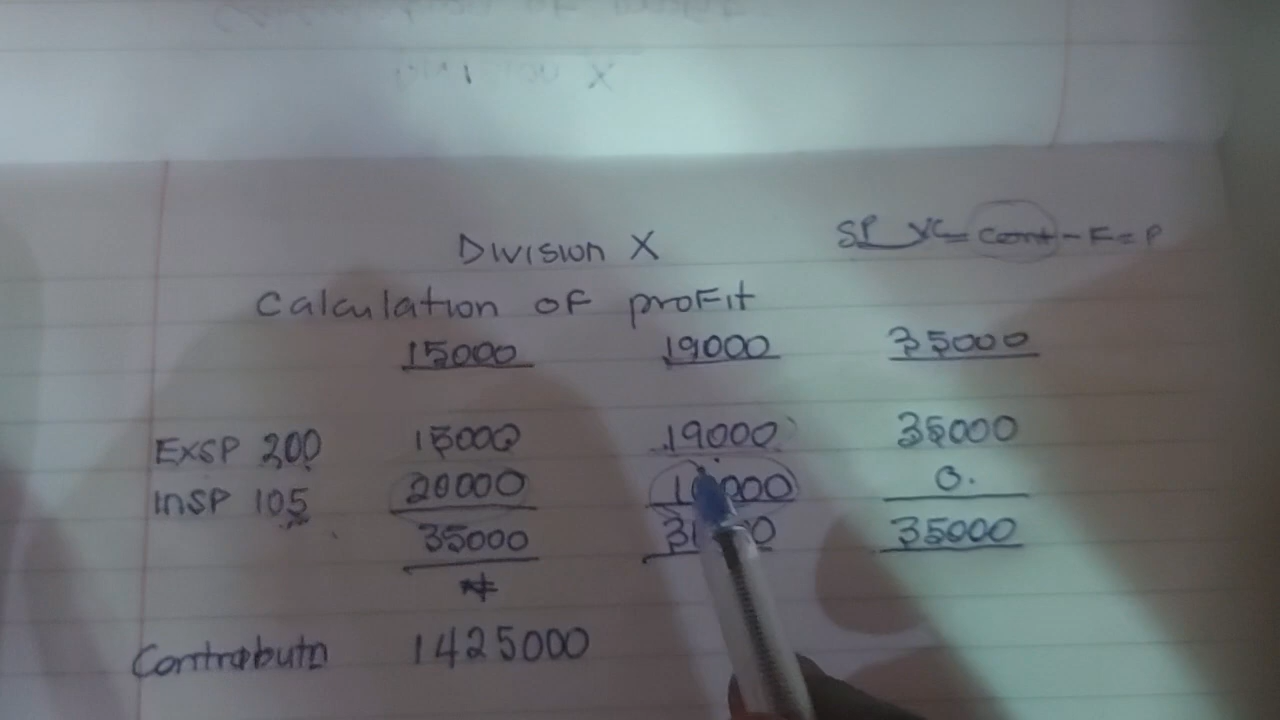 Division X
SP VC = Cont - F = P
Calculation of profit
15000 19000 35000
EXSP 200 15000 19000 35000
INSP 105 20000 0.
35000 35000
Contributn 1425000